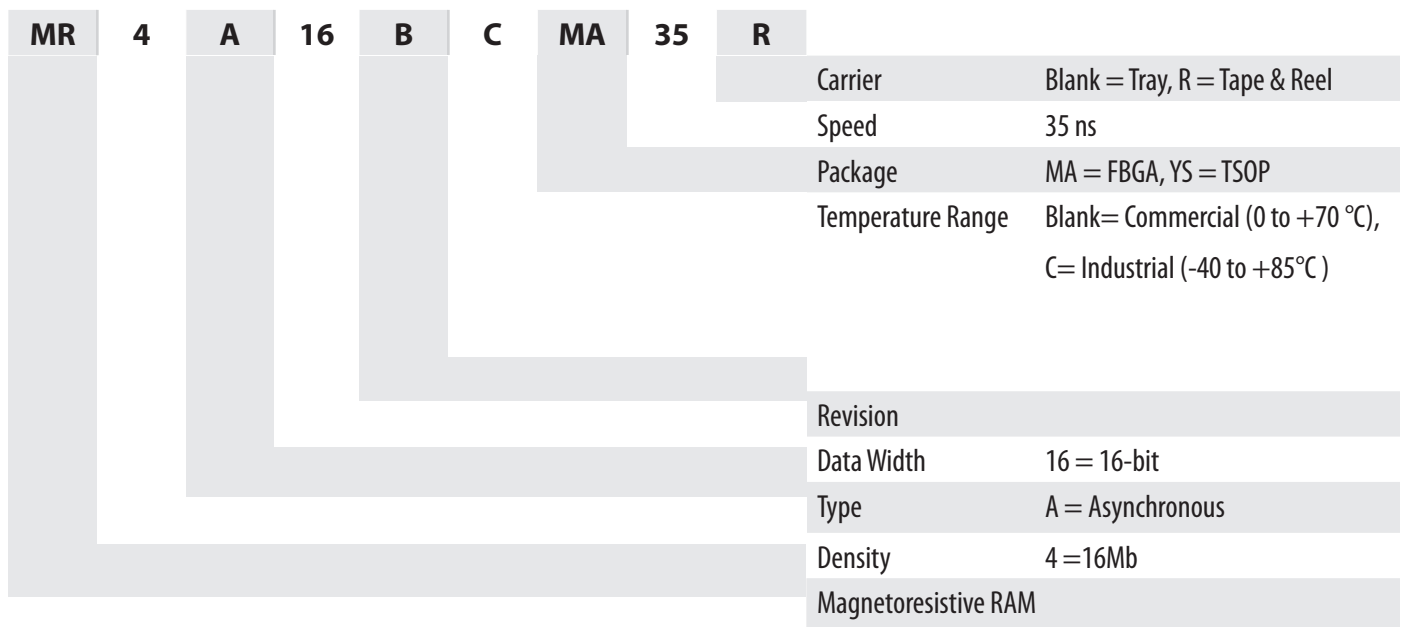 MR 4 A 16 B C MA 35 R
Carrier Blank = Tray, R = Tape & Reel
Speed 35 ns
Package MA = FBGA, YS = TSOP
Temperature Range Blank= Commercial (0 to +70 °C),
C= Industrial (-40 to +85°C )
Revision
Data Width 16 = 16-bit
Type A = Asynchronous
Density 4 =16Mb
Magnetoresistive RAM